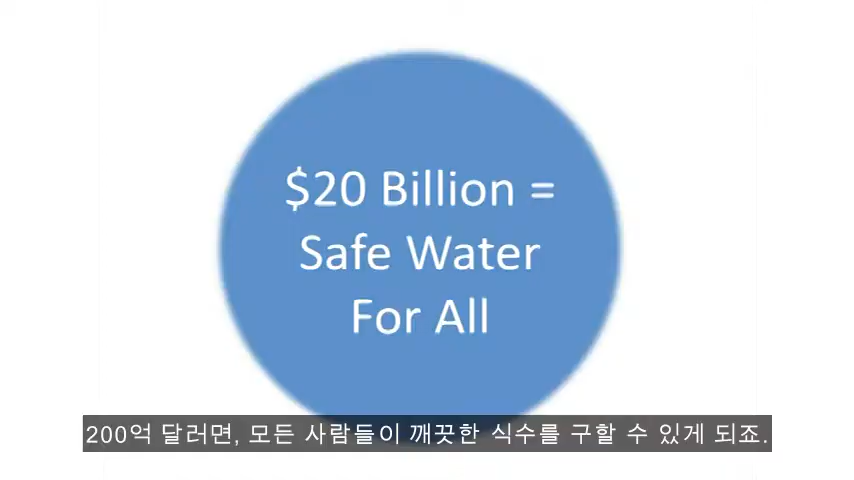 $20 Billion =
Safe Water
For All
200억 달러면, 모든 사람들이 깨끗한 식수를 구할 수 있게 되죠.